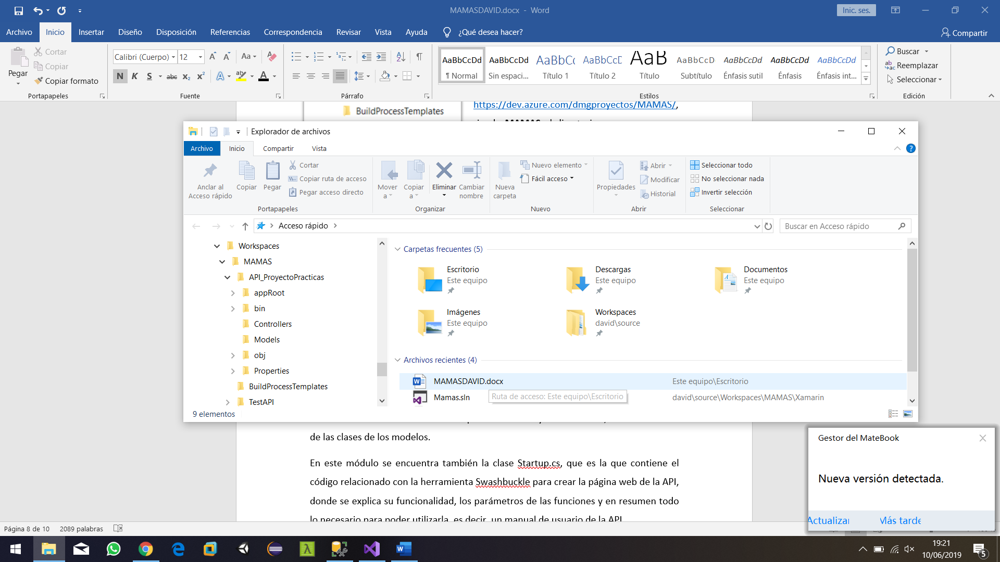 MAMASDAVID.docx - Word
Inic. ses.
Archivo Inicio Insertar Diseño Disposición Referencias Correspondencia Revisar Vista Ayuda ¿Qué desea hacer? Compartir
Pegar
Cortar
Copiar
Copiar formato
Portapapeles
Calibri (Cuerpo) 12
Aa
N K S abc x₂ x²
Fuente
Párrafo
AaBbCcDd AaBbCcDd AaBbCc AaBbCcD AaB AaBbCcD AaBbCcDd AaBbCcDd AaBbCcDd
¶ Normal Sin espaci... Título 1 Título 2 Título Subtítulo Énfasis sutil Énfasis Énfasis int...
Estilos
Buscar
Reemplazar
Seleccionar
Edición
BuildProcessTemplates
https://dev.azure.com/dmgproyectos/MAMAS/,
Explorador de archivos
Archivo Inicio Compartir Vista
Anclar al
Acceso rápido
Copiar
Pegar
Cortar
Copiar ruta de acceso
Pegar acceso directo
Portapapeles
Mover
a
Copiar
a
Eliminar
Cambiar
nombre
Organizar
Nueva
carpeta
Nuevo elemento
Fácil acceso
Nuevo
Propiedades
Abrir
Modificar
Historial
Abrir
Seleccionar todo
No seleccionar nada
Invertir selección
Seleccionar
Acceso rápido
Buscar en Acceso rápido
Workspaces
MAMAS
API_ProyectoPracticas
appRoot
bin
Controllers
Models
obj
Properties
BuildProcessTemplates
TestAPI
Carpetas frecuentes (5)
Escritorio
Este equipo
Descargas
Este equipo
Documentos
Este equipo
Imágenes
Este equipo
Workspaces
david\source
Archivos recientes (4)
MAMASDAVID.docx Este equipo\Escritorio
Mamas.sln david\source\Workspaces\MAMAS\Xamarin
Ruta de acceso: Este equipo\Escritorio
9 elementos
de las clases de los modelos.
En este módulo se encuentra también la clase Startup.cs, que es la que contiene el
código relacionado con la herramienta Swashbuckle para crear la página web de la API,
donde se explica su funcionalidad, los parámetros de las funciones y en resumen todo
lo necesario para poder utilizarla, es decir, un manual de usuario de la API.
Gestor del MateBook
Nueva versión detectada.
Actualizar Más tarde
Página 8 de 10 2089 palabras
19:21
10/06/2019
5